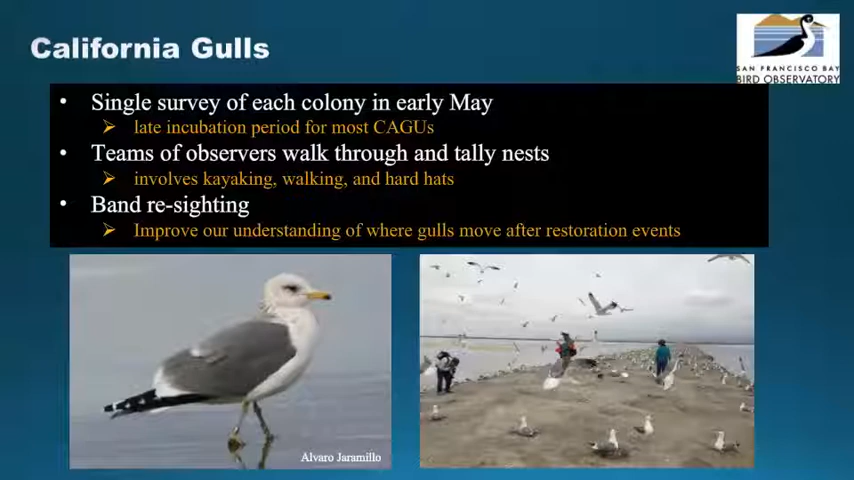 California Gulls
SAN FRANCISCO BAY
BIRD OBSERVATORY
• Single survey of each colony in early May
➢ late incubation period for most CAGUs
• Teams of observers walk through and tally nests
➢ involves kayaking, walking, and hard hats
• Band re-sighting
➢ Improve our understanding of where gulls move after restoration events
Alvaro Jaramillo